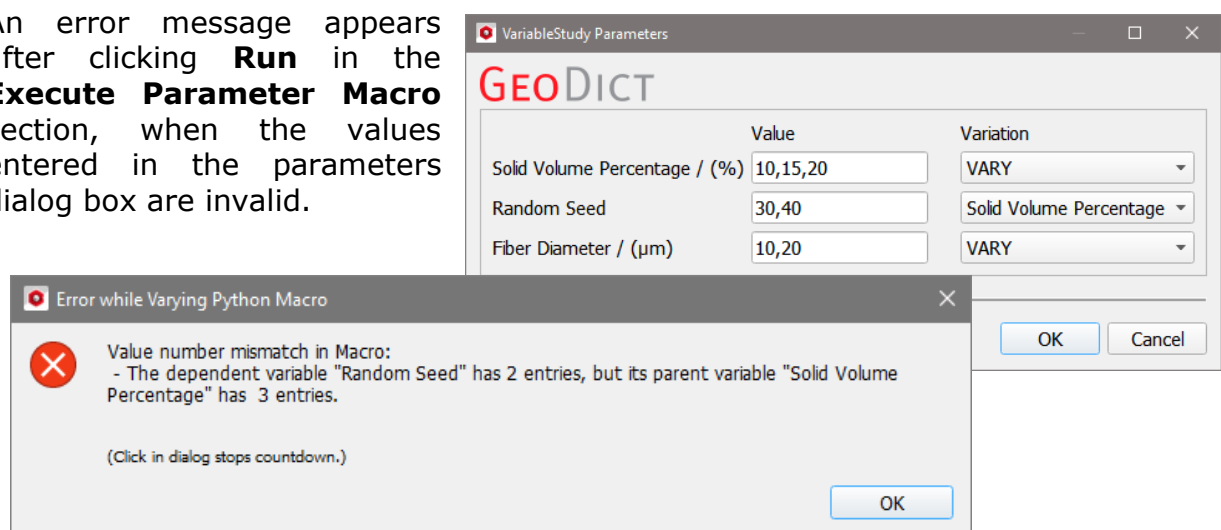 An error message appears
after clicking Run in the
Execute Parameter Macro
section, when the values
entered in the parameters
dialog box are invalid.
VariableStudy Parameters
GEODICT
Value Variation
Solid Volume Percentage / (%) 10,15,20 VARY
Random Seed 30,40 Solid Volume Percentage
Fiber Diameter / (µm) 10,20 VARY
OK Cancel
Error while Varying Python Macro
Value number mismatch in Macro:
- The dependent variable "Random Seed" has 2 entries, but its parent variable "Solid Volume
Percentage" has 3 entries.
(Click in dialog stops countdown.)
OK